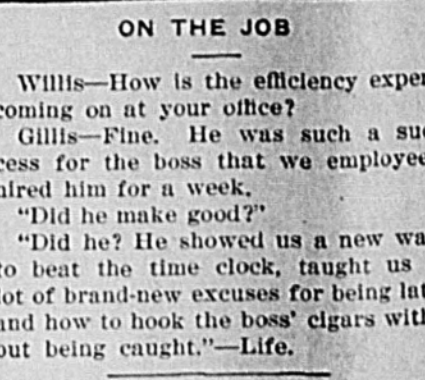 ON THE JOB
Willis—How is the efficiency exper
coming on at your office?
Gillis—Fine. He was such a suc
cess for the boss that we employee
hired him for a week.
"Did he make good?"
"Did he? He showed us a new wa
to beat the time clock, taught us
lot of brand-new excuses for being lat
and how to hook the boss' cigars with
out being caught."—Life.